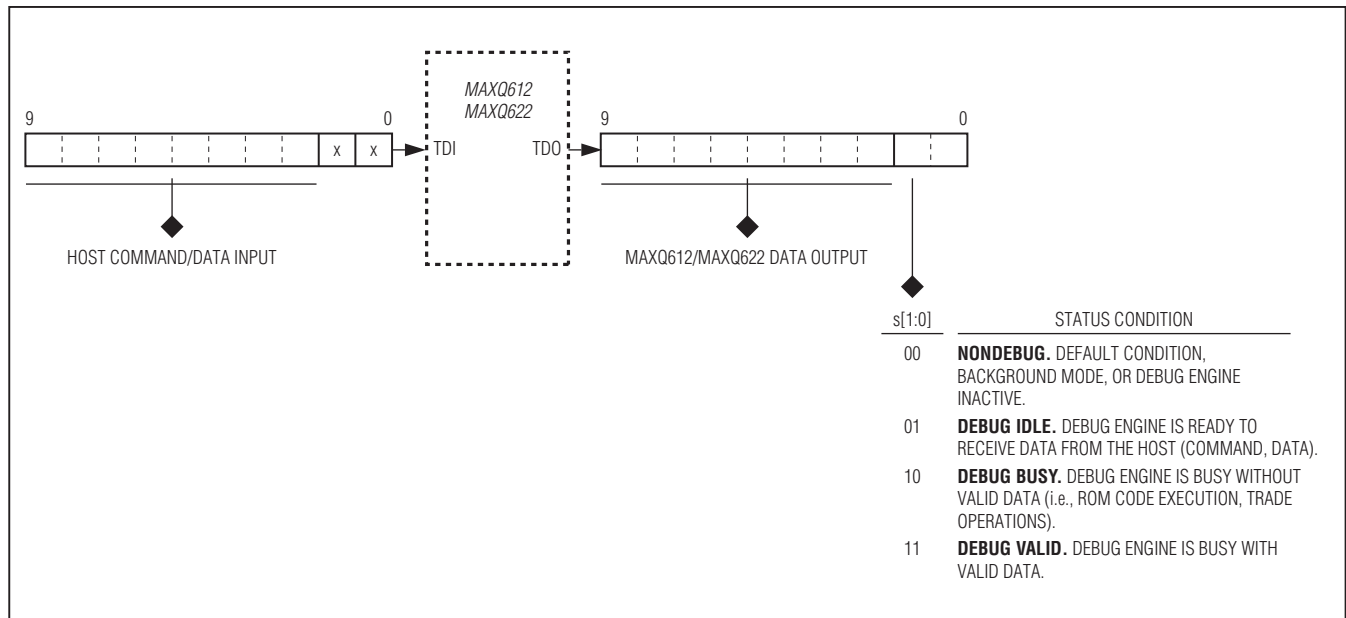 MAXQ612
MAXQ622
9 0
9 0
x x
TDI TDO
HOST COMMAND/DATA INPUT
MAXQ612/MAXQ622 DATA OUTPUT
s[1:0] STATUS CONDITION
00 NONDEBUG. DEFAULT CONDITION,
BACKGROUND MODE, OR DEBUG ENGINE
INACTIVE.
01 DEBUG IDLE. DEBUG ENGINE IS READY TO
RECEIVE DATA FROM THE HOST (COMMAND, DATA).
10 DEBUG BUSY. DEBUG ENGINE IS BUSY WITHOUT
VALID DATA (i.e., ROM CODE EXECUTION, TRADE
OPERATIONS).
11 DEBUG VALID. DEBUG ENGINE IS BUSY WITH
VALID DATA.